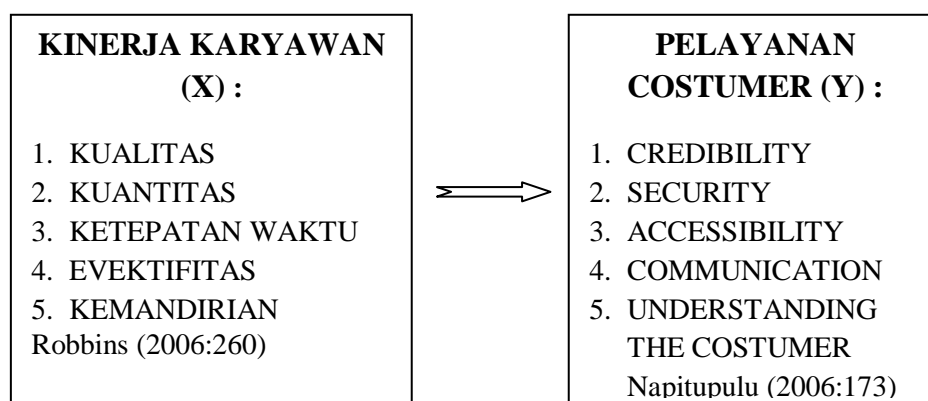 KINERJA KARYAWAN
(X) :
1. KUALITAS
2. KUANTITAS
3. KETEPATAN WAKTU
4. EVEKTIFITAS
5. KEMANDIRIAN
Robbins (2006:260)
PELAYANAN
COSTUMER (Y) :
1. CREDIBILITY
2. SECURITY
3. ACCESSIBILITY
4. COMMUNICATION
5. UNDERSTANDING
THE COSTUMER
Napitupulu (2006:173)